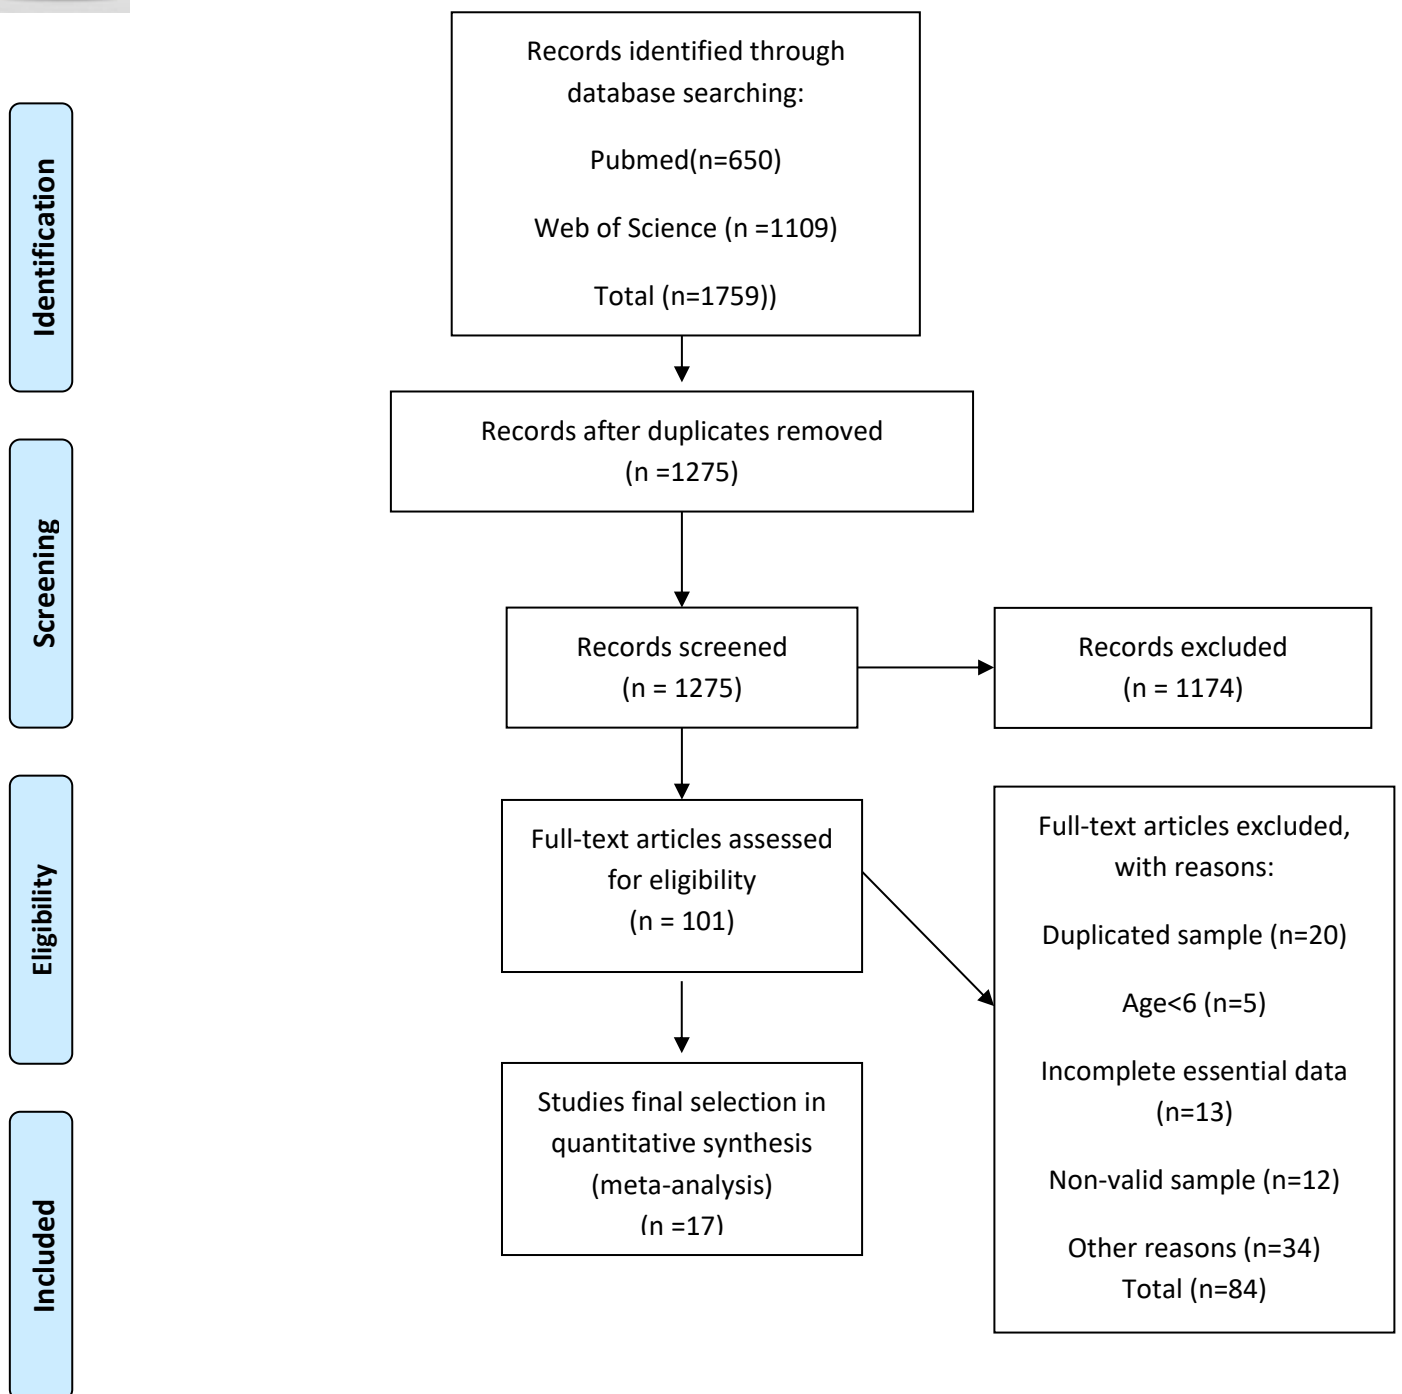 Records identified through
database searching:
Pubmed(n=650)
Web of Science (n =1109)
Total (n=1759))
Identification
Records after duplicates removed
(n =1275)
Screening
Records screened
(n = 1275)
Records excluded
(n = 1174)
Eligibility
Full-text articles assessed
for eligibility
(n = 101)
Full-text articles excluded,
with reasons:
Duplicated sample (n=20)
Age<6 (n=5)
Incomplete essential data
(n=13)
Non-valid sample (n=12)
Other reasons (n=34)
Total (n=84)
Included
Studies final selection in
quantitative synthesis
(meta-analysis)
(n =17)